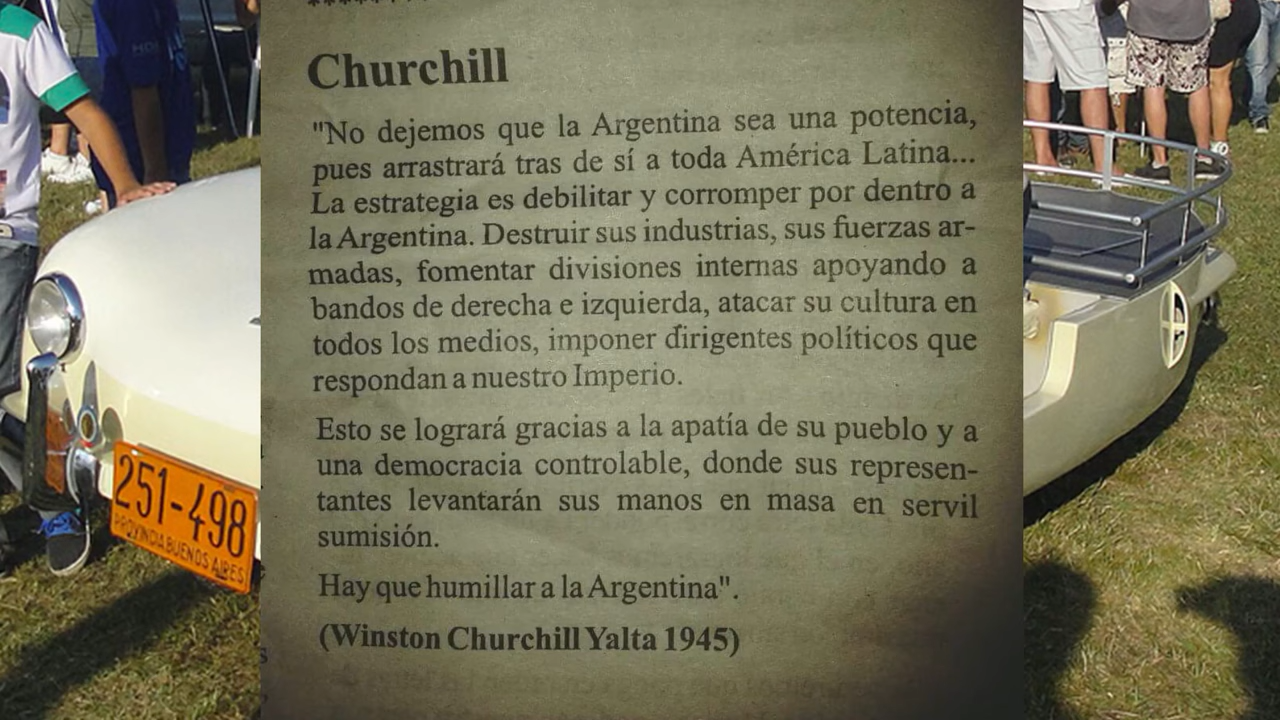 Churchill
"No dejemos que la Argentina sea una potencia,
pues arrastrará tras de sí a toda América Latina...
La estrategia es debilitar y corromper por dentro a
la Argentina. Destruir sus industrias, sus fuerzas ar-
madas, fomentar divisiones internas apoyando a
bandos de derecha e izquierda, atacar su cultura en
todos los medios, imponer dirigentes políticos que
respondan a nuestro Imperio.
Esto se logrará gracias a la apatía de su pueblo y a
una democracia controlable, donde sus represen-
tantes levantarán sus manos en masa en servil
sumisión.
Hay que humillar a la Argentina".
(Winston Churchill Yalta 1945)
251-498
PROVINCIA BUENOS AIRES